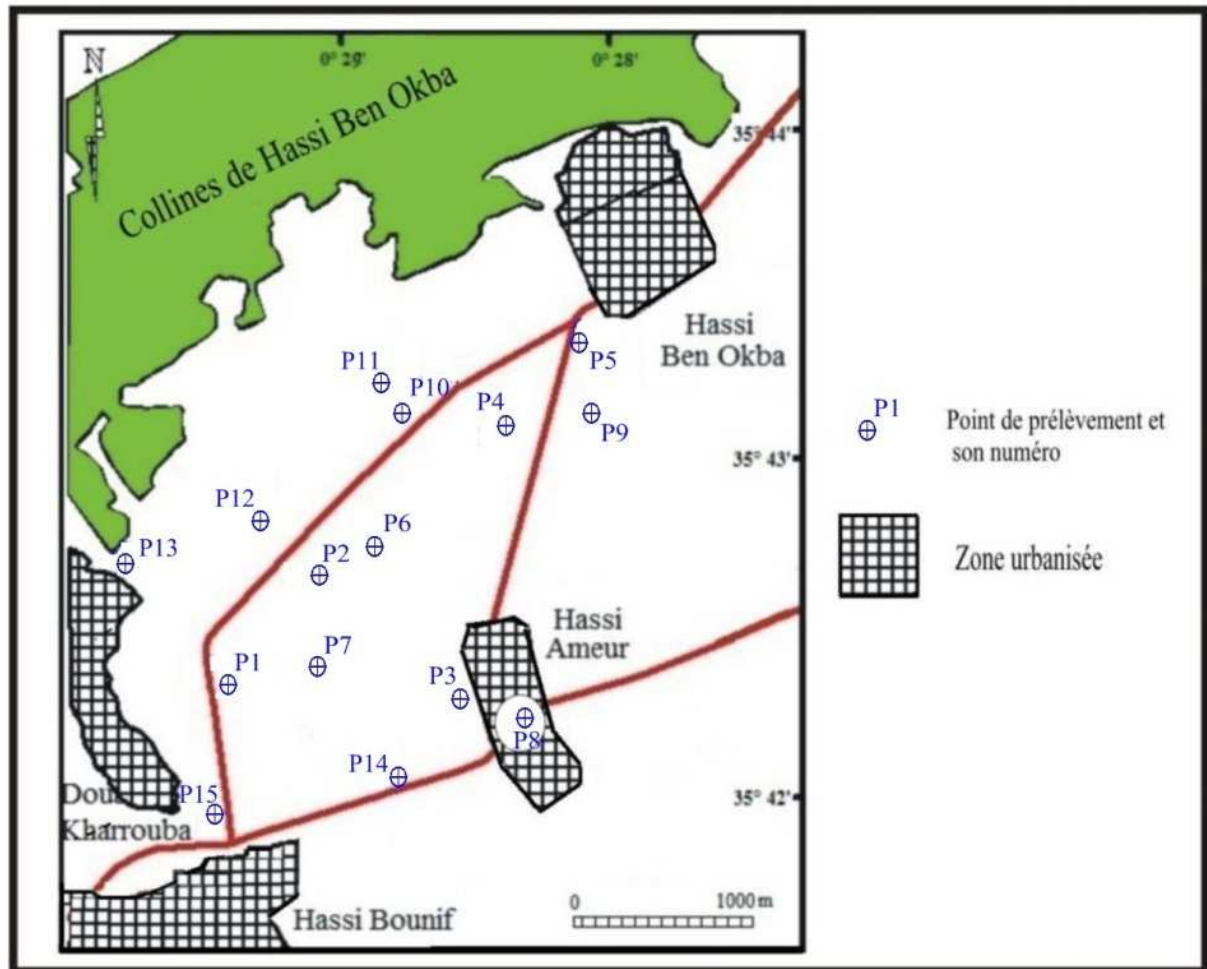 N
0° 29'
0° 28'
35° 44'
Collines de Hassi Ben Okba
Hassi
Ben Okba
P5
P11
P10
P4
P9
35° 43'
P12
P6
P2
P13
Hassi
Ameur
P7
P1
P3
P8
P14
35° 42'
P15
Kharrouba
Hassi Bounif
0 1000 m
P1
Point de prélèvement et
son numéro
Zone urbanisée